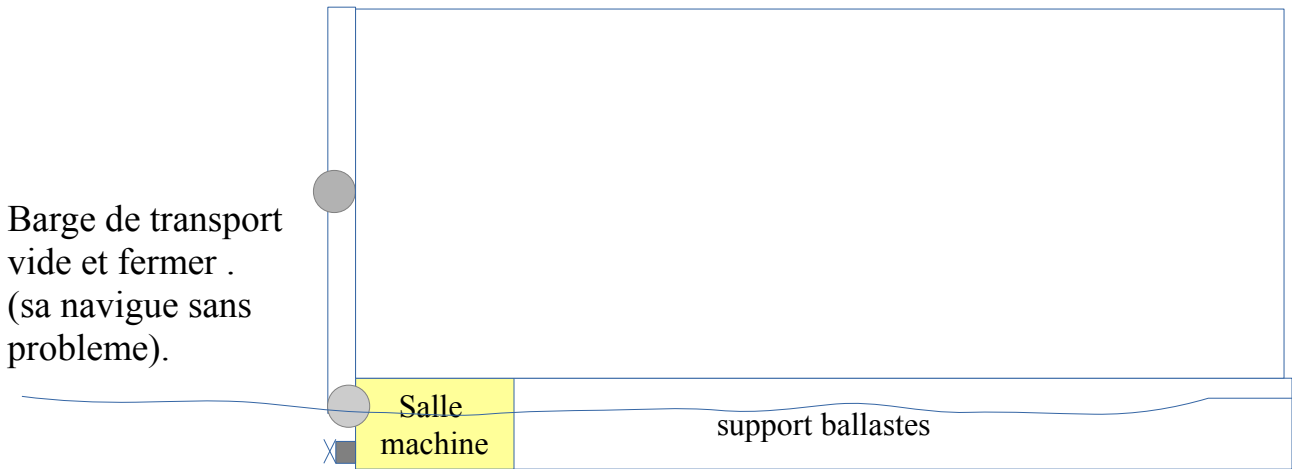 Barge de transport
vide et fermer .
(sa navigue sans
probleme).
Salle
machine
support ballastes